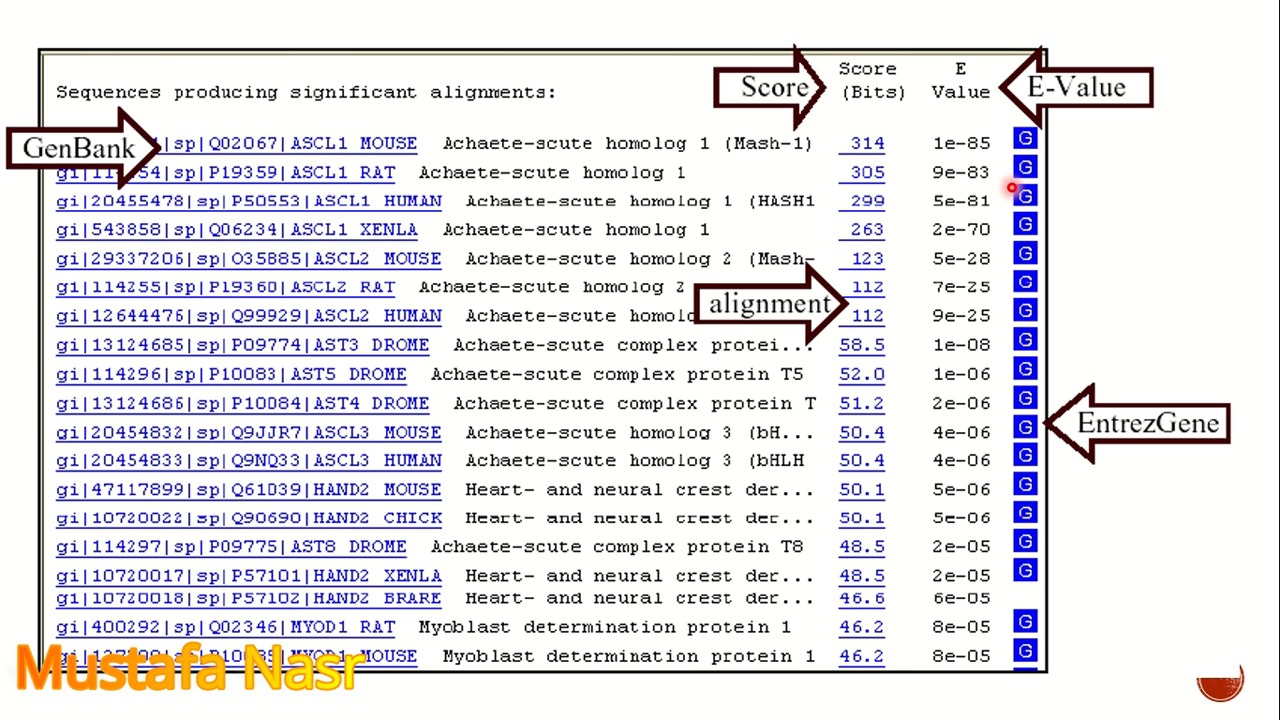 Score E
Sequences producing significant alignments: Score (Bits) Value E-Value
GenBank |sp|Q02067|ASCL1 MOUSE Achaete-scute homolog 1 (Mash-1) 314 1e-85 G
gi|11 54|sp|P19359|ASCL1 RAT Achaete-scute homolog 1 305 9e-83 G
gi|20455478|sp|P50553|ASCL1 HUMAN Achaete-scute homolog 1 (HASH1 299 5e-81 G
gi|543858|sp|Q06234|ASCL1 XENLA Achaete-scute homolog 1 263 2e-70 G
gi|29337206|sp|O35885|ASCL2 MOUSE Achaete-scute homolog 2 (Mash- 123 5e-28 G
gi|114255|sp|P19360|ASCL2 RAT Achaete-scute homolog 2 112 7e-25 G
alignment
gi|12644476|sp|Q99929|ASCL2 HUMAN Achaete-scute homolo 112 9e-25 G
gi|13124685|sp|P09774|AST3 DROME Achaete-scute complex protei... 58.5 1e-08 G
gi|114296|sp|P10083|AST5 DROME Achaete-scute complex protein T5 52.0 1e-06 G
gi|13124686|sp|P10084|AST4 DROME Achaete-scute complex protein T 51.2 2e-06 G
EntrezGene
gi|20454832|sp|Q9JJR7|ASCL3 MOUSE Achaete-scute homolog 3 (bH... 50.4 4e-06 G
gi|20454833|sp|Q9NQ33|ASCL3 HUMAN Achaete-scute homolog 3 (bHLH 50.4 4e-06 G
gi|47117899|sp|Q61039|HAND2 MOUSE Heart- and neural crest der... 50.1 5e-06 G
gi|10720022|sp|Q90690|HAND2 CHICK Heart- and neural crest der... 50.1 5e-06 G
gi|114297|sp|P09775|AST8 DROME Achaete-scute complex protein T8 48.5 2e-05 G
gi|10720017|sp|P57101|HAND2 XENLA Heart- and neural crest der... 48.5 2e-05 G
gi|10720018|sp|P57102|HAND2 BRARE Heart- and neural crest der... 46.6 6e-05
gi|400292|sp|Q02346|MYOD1 RAT Myoblast determination protein 1 46.2 8e-05 G
MYOD1 MOUSE Myoblast determination protein 1 46.2 8e-05 G
Mustafa Nasr